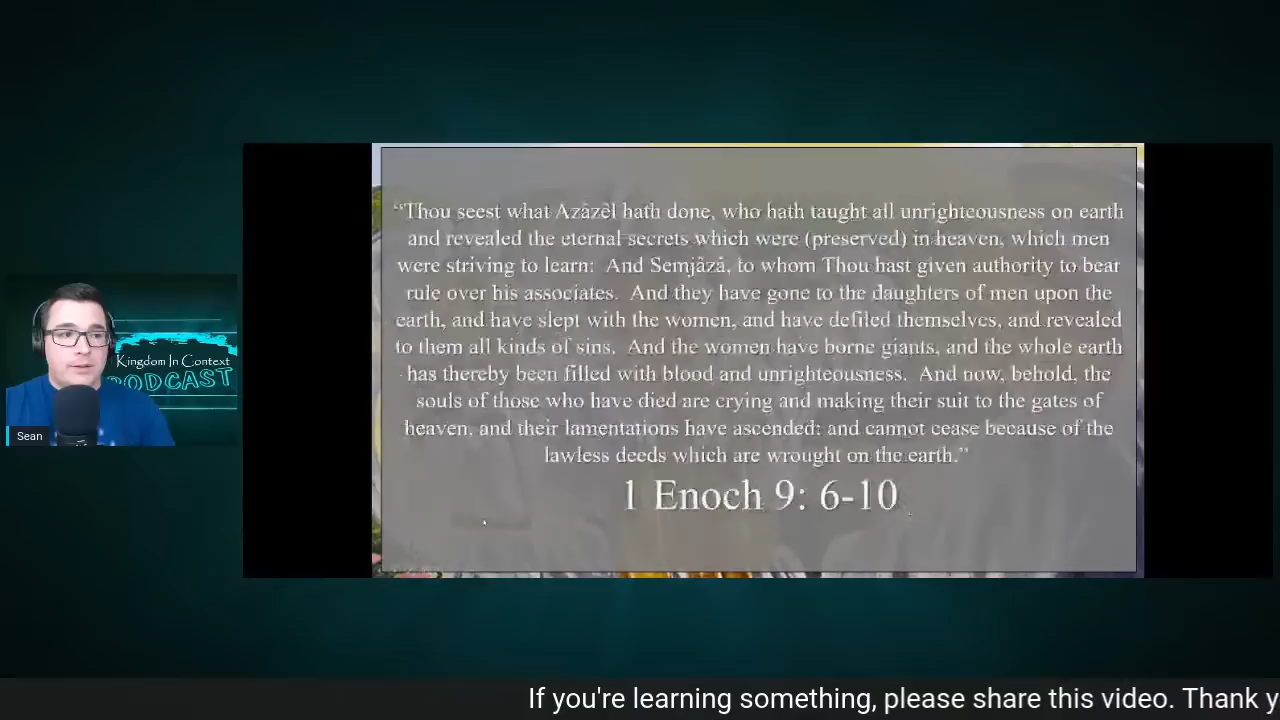 "Thou seest what Azâzêl hath done, who hath taught all unrighteousness on earth
and revealed the eternal secrets which were (preserved) in heaven, which men
were striving to learn: And Semjâzâ, to whom Thou hast given authority to bear
rule over his associates. And they have gone to the daughters of men upon the
earth, and have slept with the women, and have defiled themselves, and revealed
to them all kinds of sins. And the women have borne giants, and the whole earth
has thereby been filled with blood and unrighteousness. And now, behold, the
souls of those who have died are crying and making their suit to the gates of
heaven, and their lamentations have ascended: and cannot cease because of the
lawless deeds which are wrought on the earth."
1 Enoch 9: 6-10
Kingdom In Context
PODCAST
Sean
If you're learning something, please share this video. Thank y